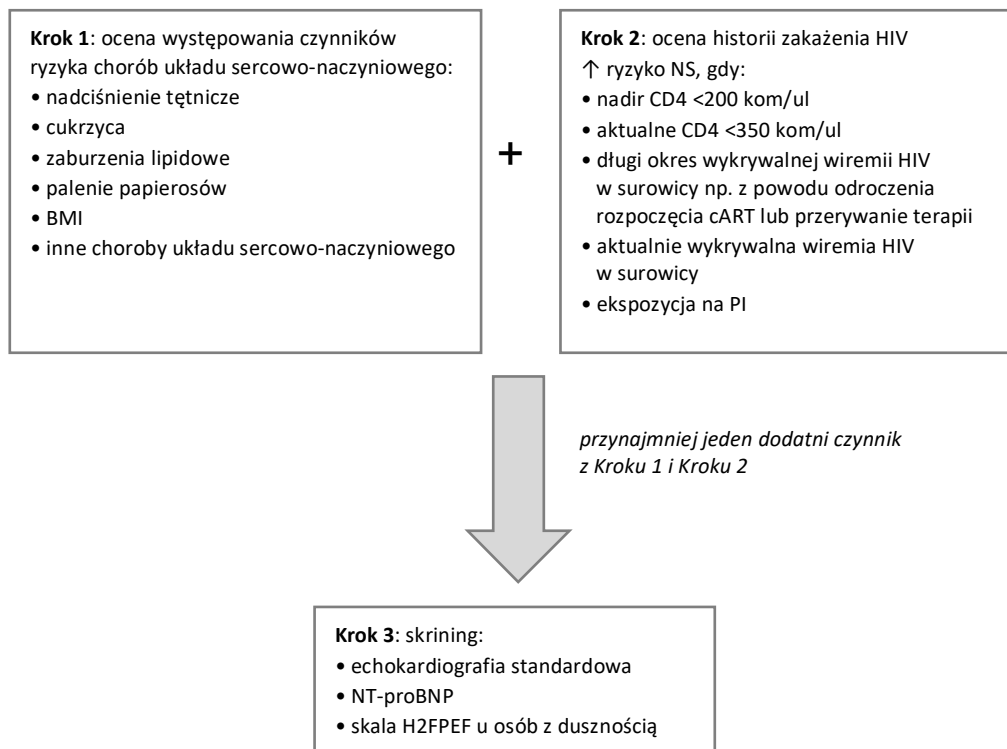 Krok 1: ocena występowania czynników
ryzyka chorób układu sercowo-naczyniowego:
• nadciśnienie tętnicze
• cukrzyca
• zaburzenia lipidowe
• palenie papierosów
• BMI
• inne choroby układu sercowo-naczyniowego
+
Krok 2: ocena historii zakażenia HIV
↑ ryzyko NS, gdy:
• nadir CD4 <200 kom/ul
• aktualne CD4 <350 kom/ul
• długi okres wykrywalnej wiremii HIV
w surowicy np. z powodu odroczenia
rozpoczęcia cART lub przerywanie terapii
• aktualnie wykrywalna wiremia HIV
w surowicy
• ekspozycja na PI
przynajmniej jeden dodatni czynnik
z Kroku 1 i Kroku 2
Krok 3: skrining:
• echokardiografia standardowa
• NT-proBNP
• skala H2FPEF u osób z dusznością